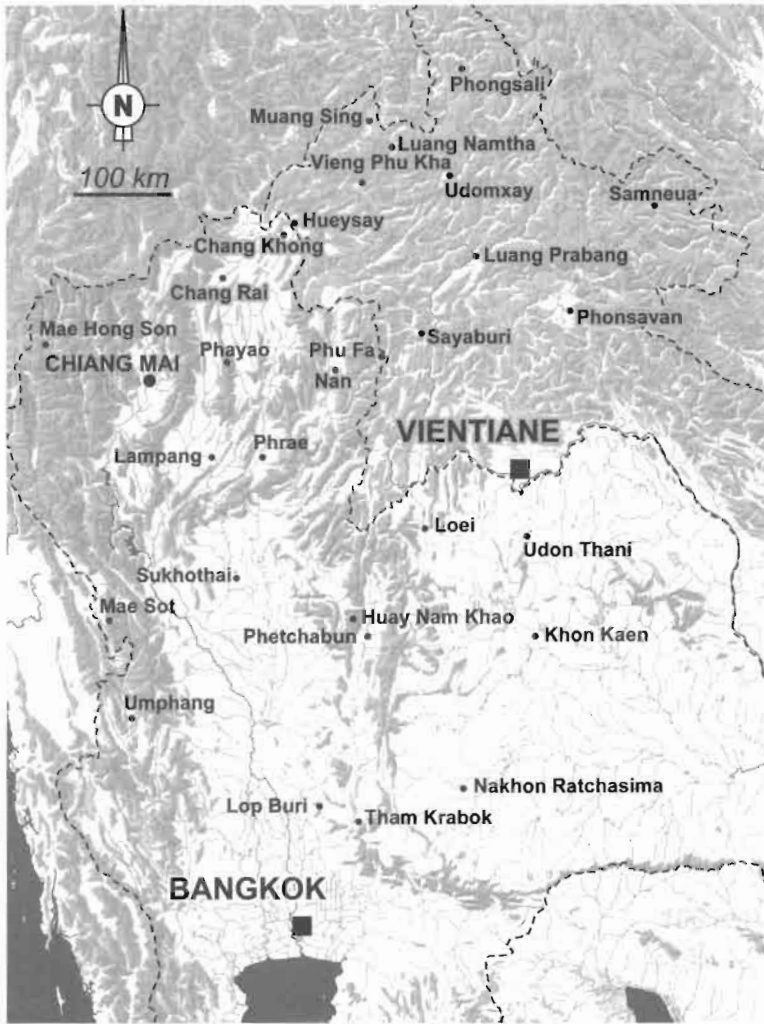 Phongsali
N
Muang Sing
Luang Namtha
Vieng Phu Kha
100 km
Udomxay
Samneua
Hueysay
Chang Khong
Luang Prabang
Chang Rai
Phonsavan
Mae Hong Son
Sayaburi
Phayao
Phu Fa
CHIANG MAI
Nan
VIENTIANE
Lampang
Phrae
Loei
Udon Thani
Sukhothai
Mae Sot
Huay Nam Khao
Phetchabun
Khon Kaen
Umphang
Nakhon Ratchasima
Lop Buri
Tham Krabok
BANGKOK